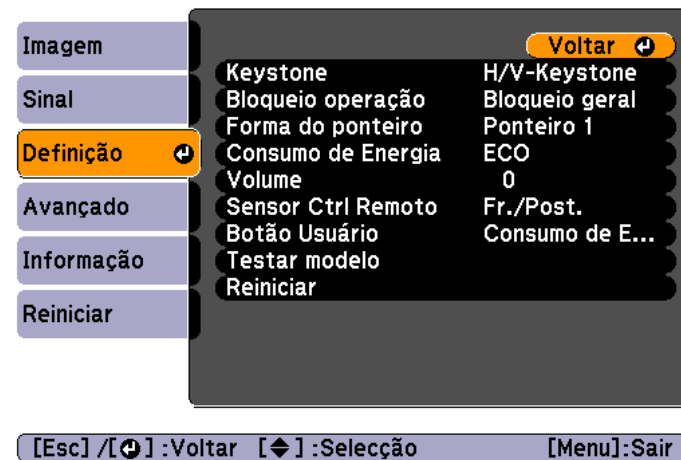 Imagem
Sinal
Definição
Avançado
Informação
Reiniciar
Voltar
Keystone H/V-Keystone
Bloqueio operação Bloqueio geral
Forma do ponteiro Ponteiro 1
Consumo de Energia ECO
Volume 0
Sensor Ctrl Remoto Fr./Post.
Botão Usuário Consumo de E...
Testar modelo
Reiniciar
[Esc] /[ ] :Voltar [ ] :Selecção [Menu]:Sair